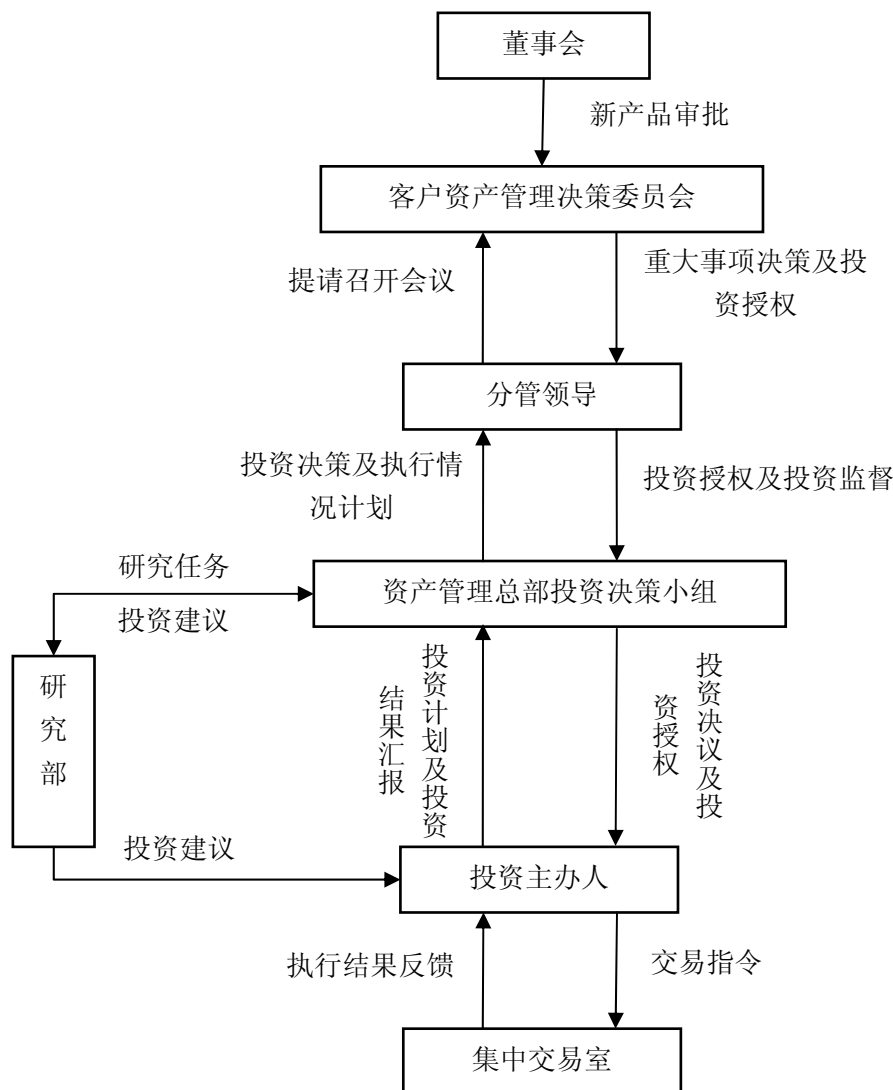 董事会
新产品审批
客户资产管理决策委员会
提请召开会议
重大事项决策及投
资授权
分管领导
投资决策及执行情
况计划
投资授权及投资监督
研究任务
投资建议
资产管理总部投资决策小组
研究部
投资计划及投资
结果汇报
投资决议及投
资授权
投资建议
投资主办人
执行结果反馈
交易指令
集中交易室